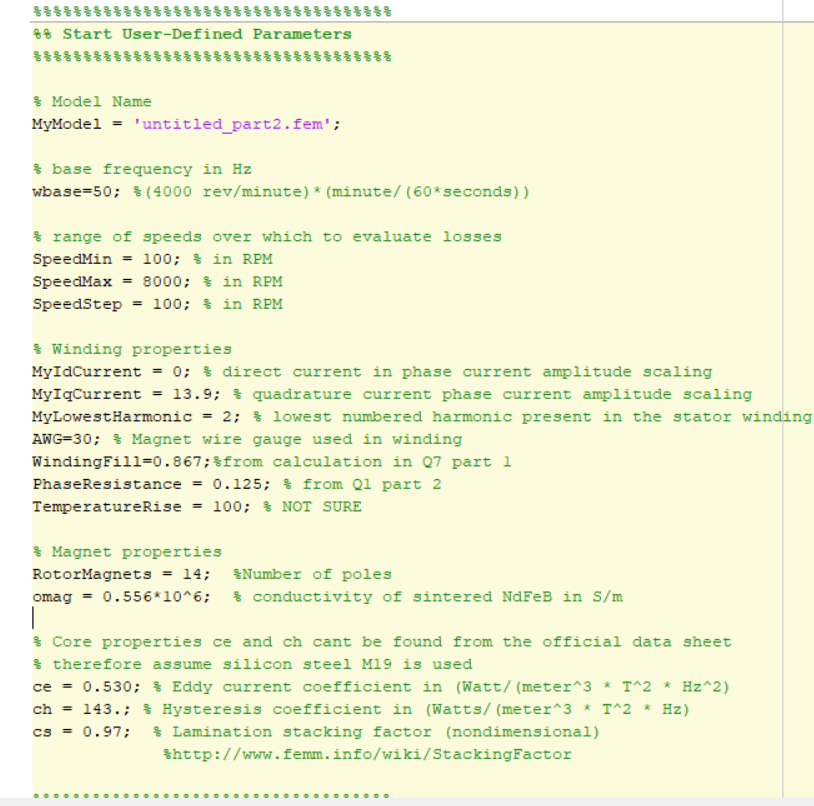 %%%%%%%%%%%%%%%%%%%%%%%%%%%%%%%%%%%%
%% Start User-Defined Parameters
%%%%%%%%%%%%%%%%%%%%%%%%%%%%%%%%%%%%
% Model Name
MyModel = 'untitled_part2.fem';
% base frequency in Hz
wbase=50; %(4000 rev/minute)*(minute/(60*seconds))
% range of speeds over which to evaluate losses
SpeedMin = 100; % in RPM
SpeedMax = 8000; % in RPM
SpeedStep = 100; % in RPM
% Winding properties
MyIdCurrent = 0; % direct current in phase current amplitude scaling
MyIqCurrent = 13.9; % quadrature current phase current amplitude scaling
MyLowestHarmonic = 2; % lowest numbered harmonic present in the stator winding
AWG=30; % Magnet wire gauge used in winding
WindingFill=0.867;%from calculation in Q7 part 1
PhaseResistance = 0.125; % from Q1 part 2
TemperatureRise = 100; % NOT SURE
% Magnet properties
RotorMagnets = 14;  %Number of poles
omag = 0.556*10^6;  % conductivity of sintered NdFeB in S/m
% Core properties ce and ch cant be found from the official data sheet
% therefore assume silicon steel M19 is used
ce = 0.530; % Eddy current coefficient in (Watt/(meter^3 * T^2 * Hz^2)
ch = 143.; % Hysteresis coefficient in (Watts/(meter^3 * T^2 * Hz)
cs = 0.97;  % Lamination stacking factor (nondimensional)
%http://www.femm.info/wiki/StackingFactor